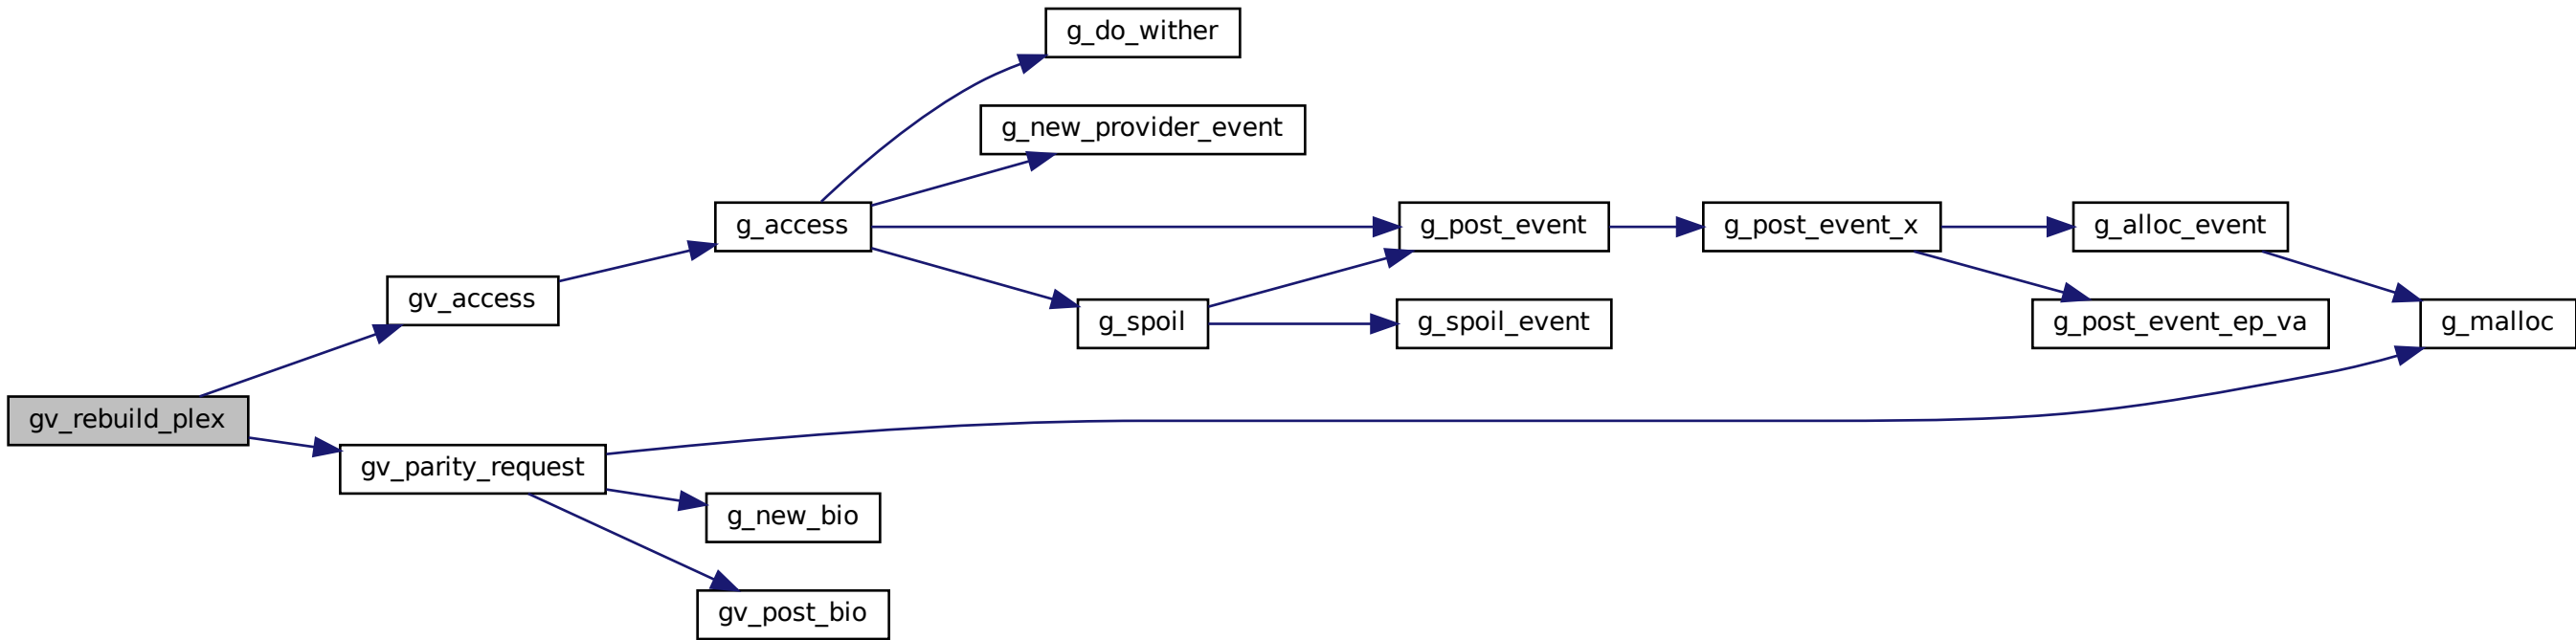 g_do_wither
g_new_provider_event
g_access
g_post_event
g_post_event_x
g_alloc_event
gv_access
g_spoil
g_spoil_event
g_post_event_ep_va
g_malloc
gv_rebuild_plex
gv_parity_request
g_new_bio
gv_post_bio